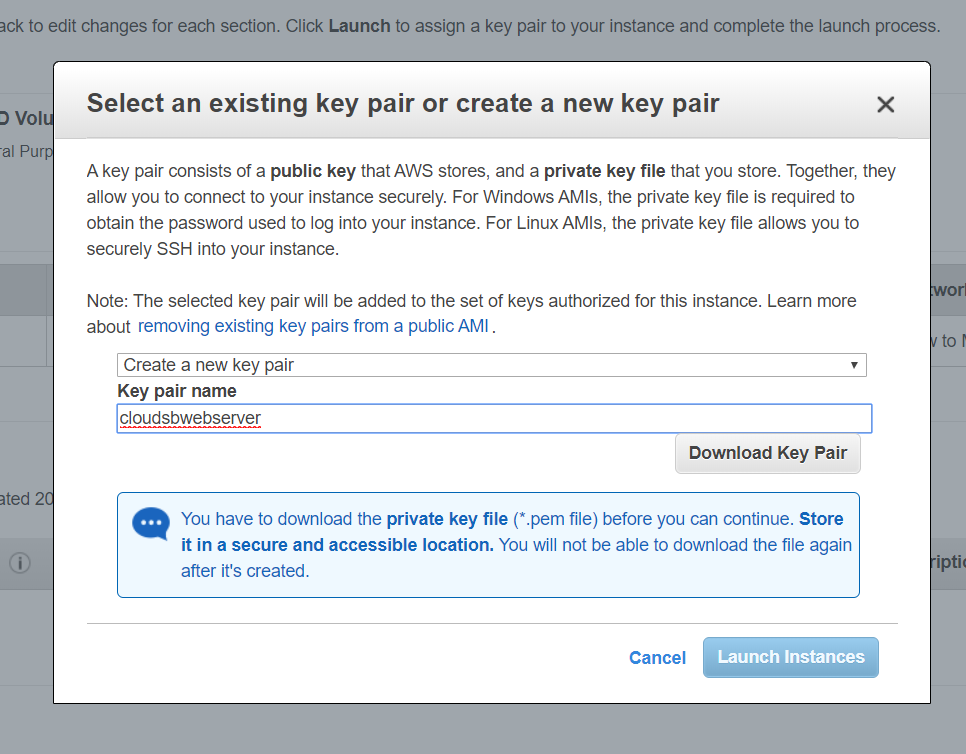 ack to edit changes for each section. Click Launch to assign a key pair to your instance and complete the launch process.
Select an existing key pair or create a new key pair
D Volu
ral Purp
A key pair consists of a public key that AWS stores, and a private key file that you store. Together, they
allow you to connect to your instance securely. For Windows AMIs, the private key file is required to
obtain the password used to log into your instance. For Linux AMIs, the private key file allows you to
securely SSH into your instance.
twork
Note: The selected key pair will be added to the set of keys authorized for this instance. Learn more
about removing existing key pairs from a public AMI .
w to M
Create a new key pair
Key pair name
cloudsbwebserver
Download Key Pair
ated 20
You have to download the private key file (*.pem file) before you can continue. Store
it in a secure and accessible location. You will not be able to download the file again
after it's created.
riptio
Cancel
Launch Instances